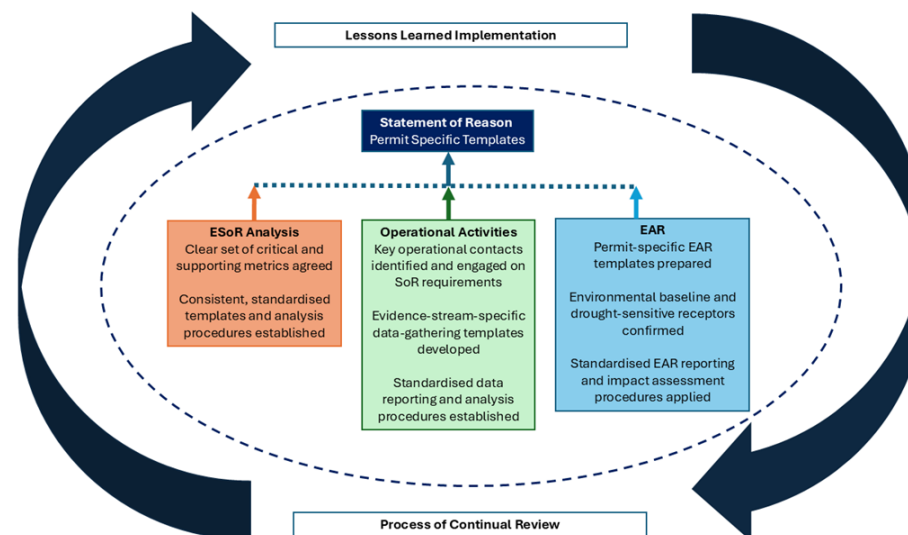 Lessons Learned Implementation
Statement of Reason
Permit Specific Templates
ESoR Analysis
Clear set of critical and
supporting metrics agreed
Consistent, standardised
templates and analysis
procedures established
Operational Activities
Key operational contacts
identified and engaged on
SoR requirements
Evidence-stream-specific
data-gathering templates
developed
Standardised data
reporting and analysis
procedures established
EAR
Permit-specific EAR
templates prepared
Environmental baseline and
drought-sensitive receptors
confirmed
Standardised EAR reporting
and impact assessment
procedures applied
Process of Continual Review